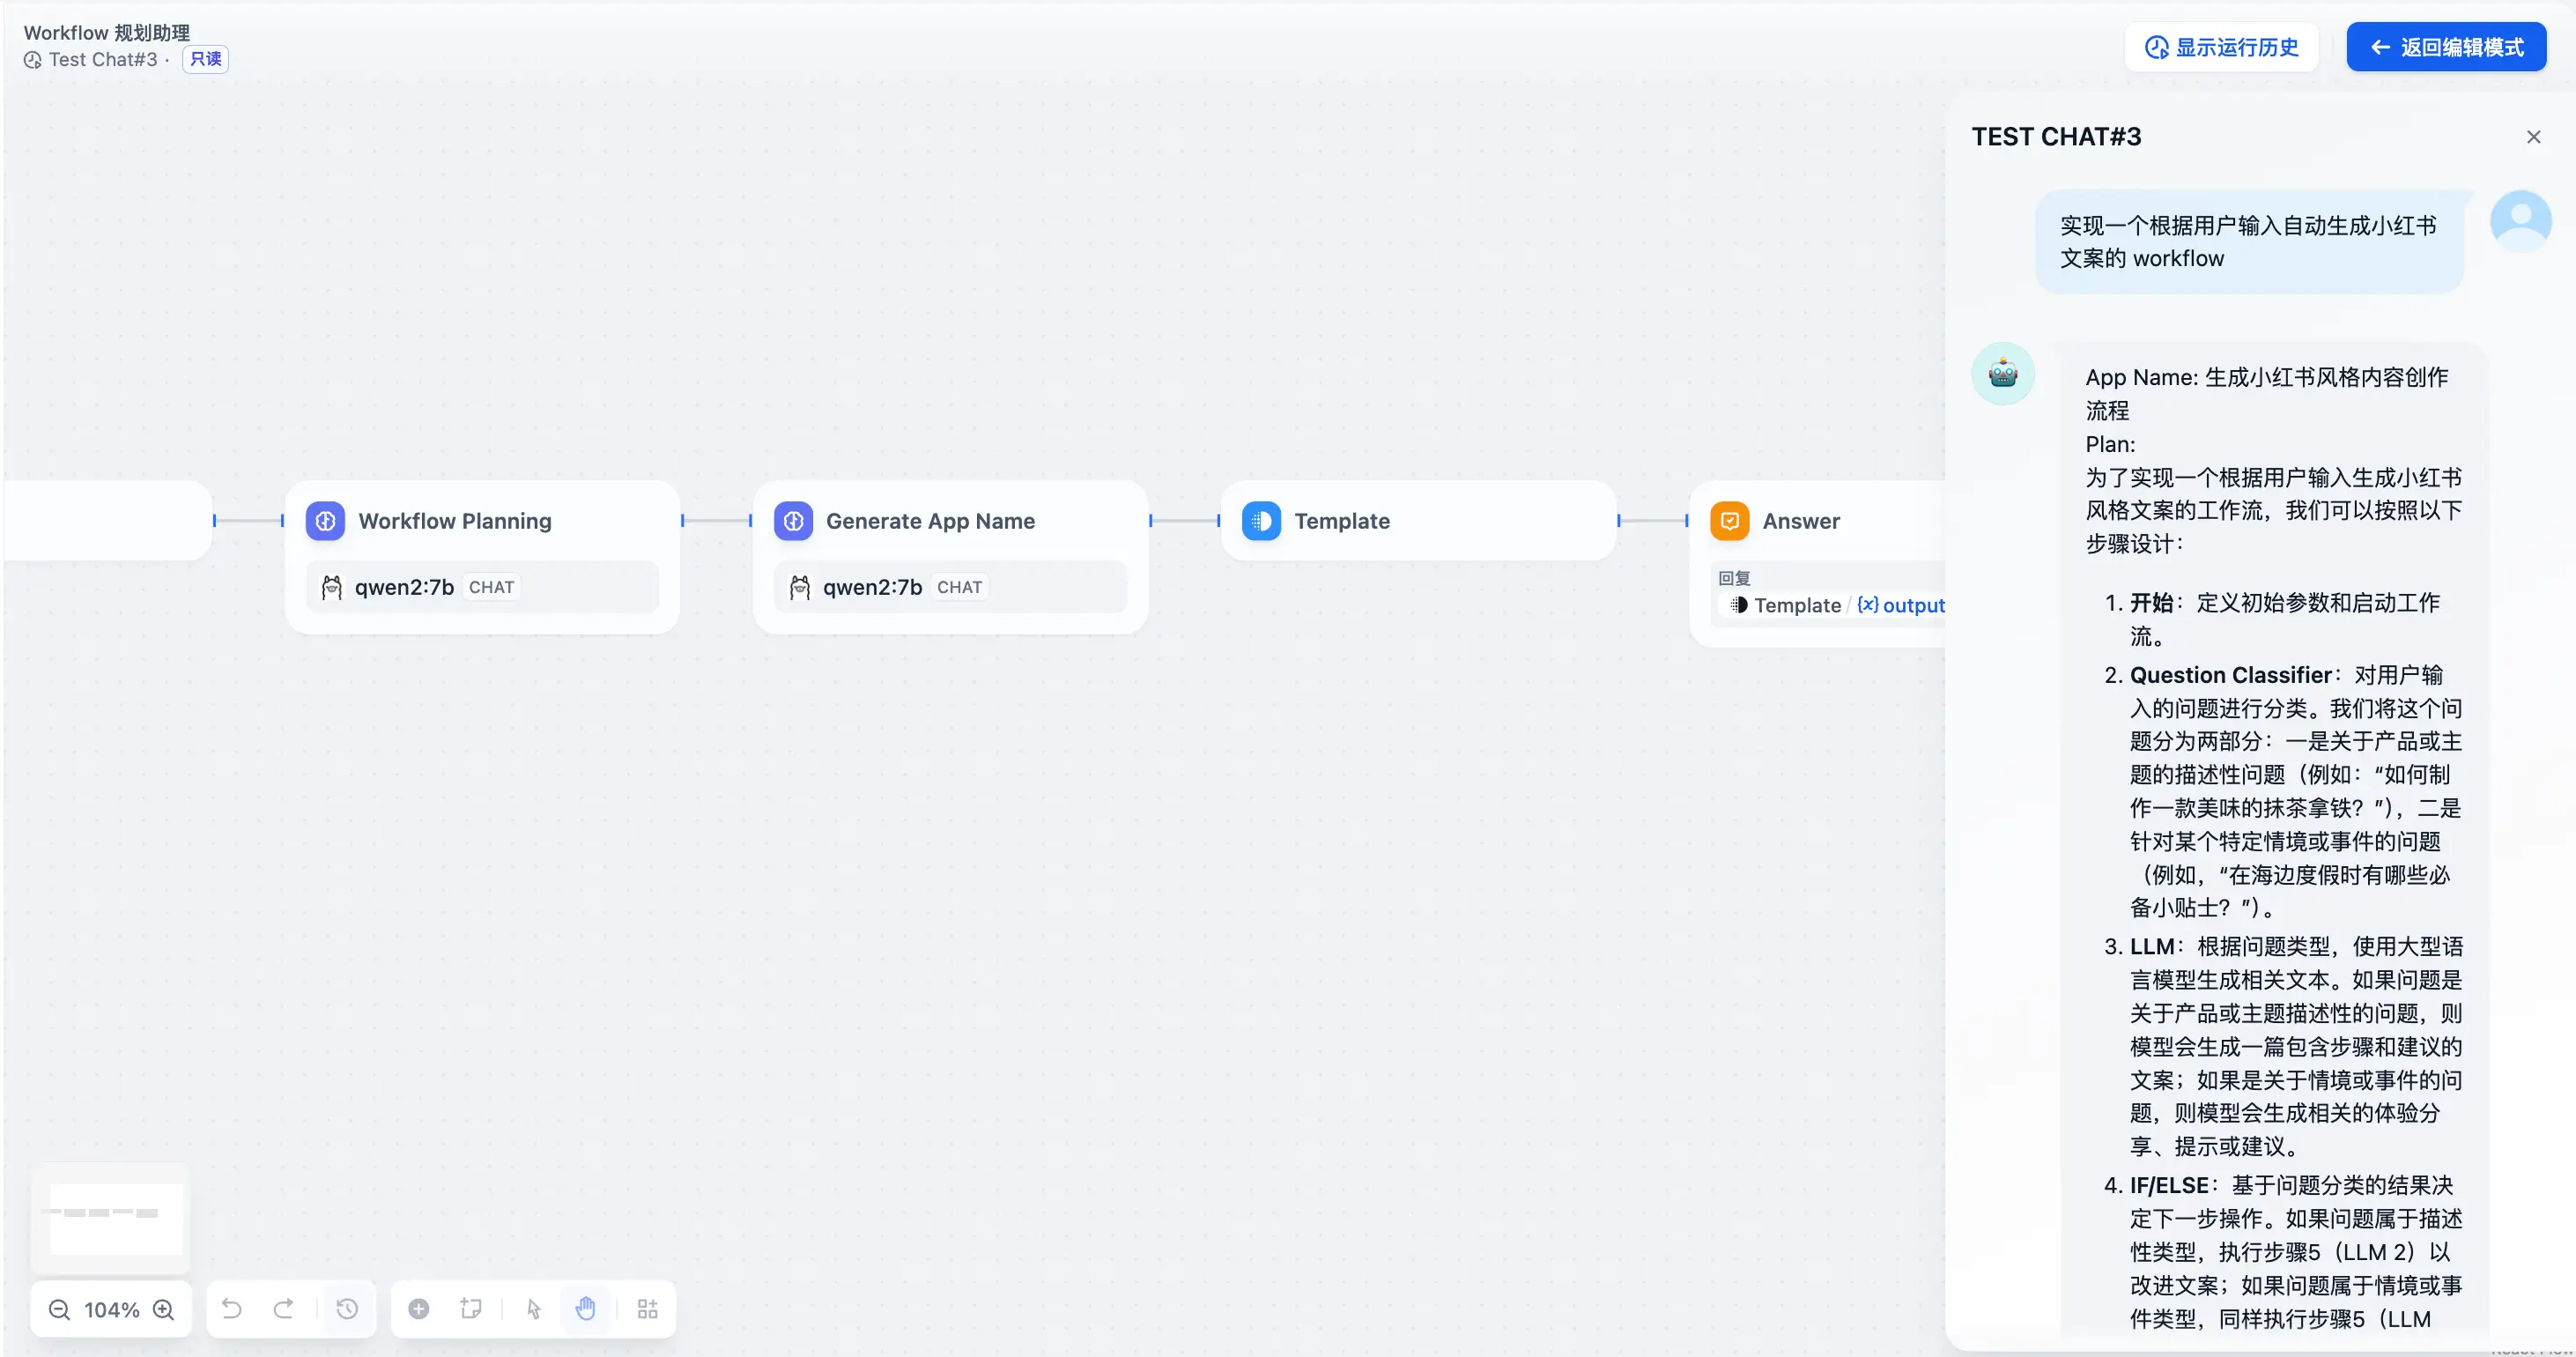 Workflow 规划助理
Test Chat#3 · 只读
显示运行历史
返回编辑模式
Workflow Planning
qwen2:7b CHAT
Generate App Name
qwen2:7b CHAT
Template
Answer
回复
Template / {x} output
104%
TEST CHAT#3
实现一个根据用户输入自动生成小红书
文案的 workflow
App Name: 生成小红书风格内容创作
流程
Plan:
为了实现一个根据用户输入生成小红书
风格文案的工作流，我们可以按照以下
步骤设计：
1. 开始：定义初始参数和启动工作
流。
2. Question Classifier：对用户输
入的问题进行分类。我们将这个问
题分为两部分：一是关于产品或主
题的描述性问题（例如：“如何制
作一款美味的抹茶拿铁？”），二是
针对某个特定情境或事件的问题
（例如，“在海边度假时有哪些必
备小贴士？”）。
3. LLM：根据问题类型，使用大型语
言模型生成相关文本。如果问题是
关于产品或主题描述性的问题，则
模型会生成一篇包含步骤和建议的
文案；如果是关于情境或事件的问
题，则模型会生成相关的体验分
享、提示或建议。
4. IF/ELSE：基于问题分类的结果决
定下一步操作。如果问题属于描述
性类型，执行步骤5（LLM 2）以
改进文案；如果问题属于情境或事
件类型，同样执行步骤5（LLM